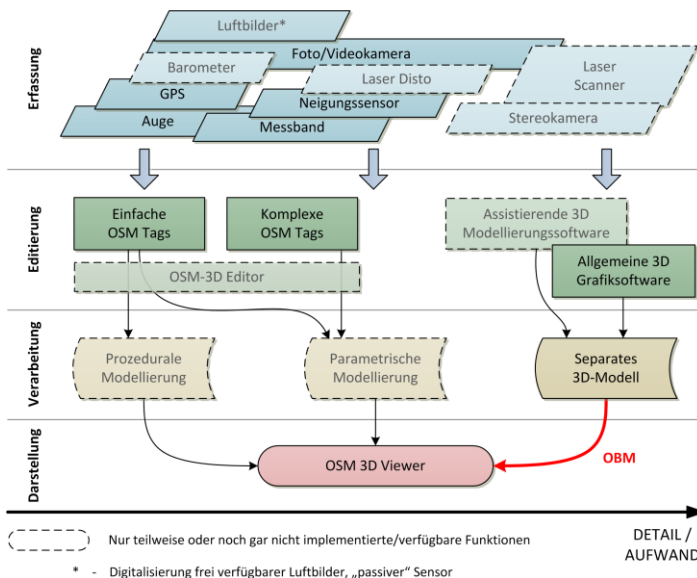 Erfassung
Luftbilder*
Foto/Videokamera
Barometer
Laser Disto
Laser
Scanner
GPS
Neigungssensor
Stereokamera
Auge
Messband
Editierung
Einfache
OSM Tags
Komplexe
OSM Tags
Assistierende 3D
Modellierungssoftware
Allgemeine 3D
Grafiksoftware
OSM-3D Editor
Verarbeitung
Prozedurale
Modellierung
Parametrische
Modellierung
Separates
3D-Modell
Darstellung
OSM 3D Viewer
OBM
Nur teilweise oder noch gar nicht implementierte/verfügbare Funktionen
DETAIL /
AUFWAND
* - Digitalisierung frei verfügbarer Luftbilder, „passiver“ Sensor